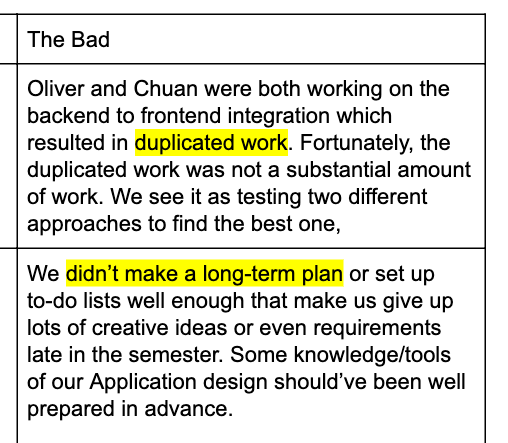 The Bad
Oliver and Chuan were both working on the
backend to frontend integration which
resulted in duplicated work. Fortunately, the
duplicated work was not a substantial amount
of work. We see it as testing two different
approaches to find the best one,
We didn’t make a long-term plan or set up
to-do lists well enough that make us give up
lots of creative ideas or even requirements
late in the semester. Some knowledge/tools
of our Application design should’ve been well
prepared in advance.